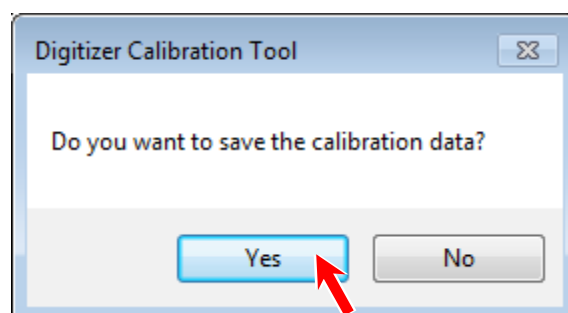 Digitizer Calibration Tool
Do you want to save the calibration data?
Yes
No